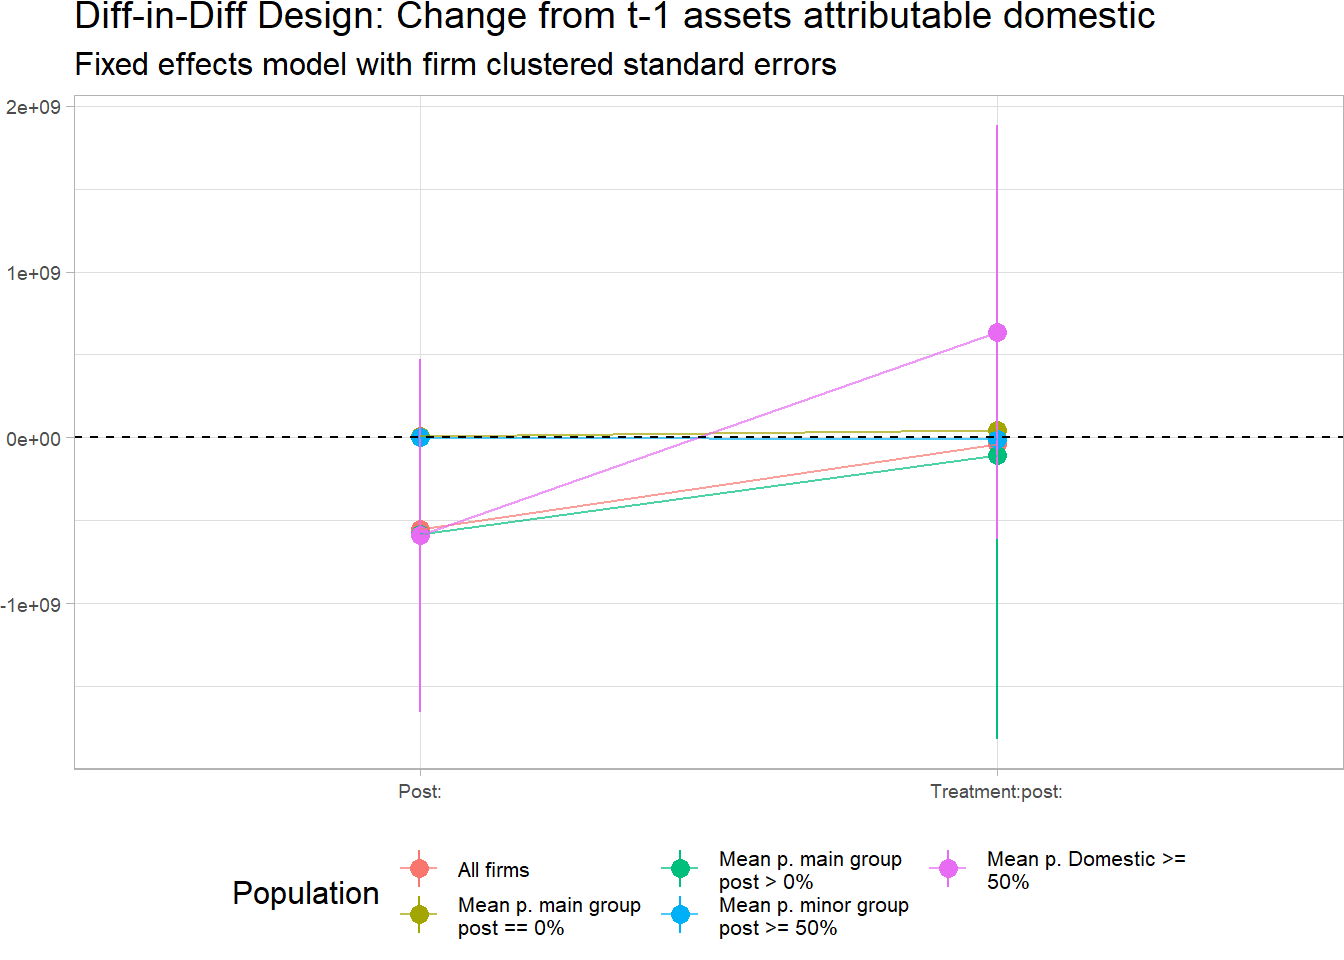 Diff-in-Diff Design: Change from t-1 assets attributable domestic
Fixed effects model with firm clustered standard errors
2e+09
1e+09
0e+00
-1e+09
Post:
Treatment:post:
Population
All firms
Mean p. main group
post == 0%
Mean p. main group
post > 0%
Mean p. minor group
post >= 50%
Mean p. Domestic >=
50%